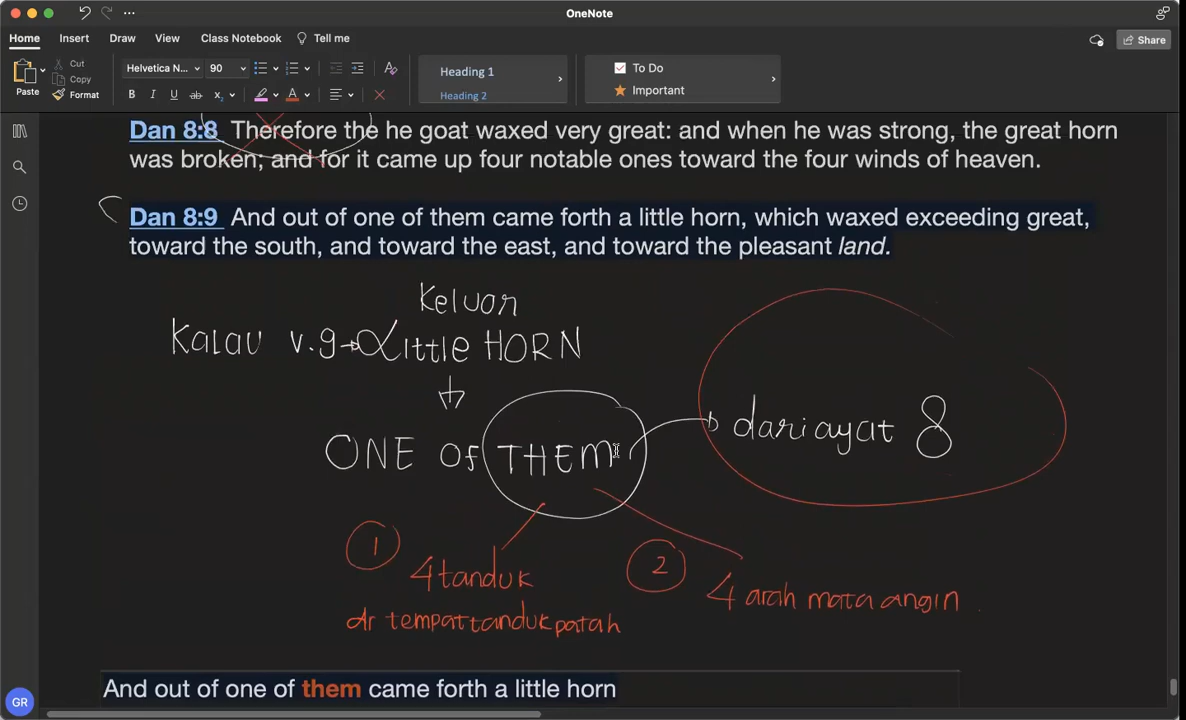 OneNote
Home Insert Draw View Class Notebook Tell me
Share
Paste
Cut
Copy
Format
Helvetica N... 90
B I U ab x₂ A
Heading 1
Heading 2
To Do
Important
Dan 8:8 Therefore the he goat waxed very great: and when he was strong, the great horn
was broken; and for it came up four notable ones toward the four winds of heaven.
Dan 8:9 And out of one of them came forth a little horn, which waxed exceeding great,
toward the south, and toward the east, and toward the pleasant land.
Keluar
Kalau v.9 → Little HORN
ONE Of THEM → dari ayat 8
1 4 tanduk
dr tempat tanduk patah
2 4 arah mata angin
And out of one of them came forth a little horn
GR